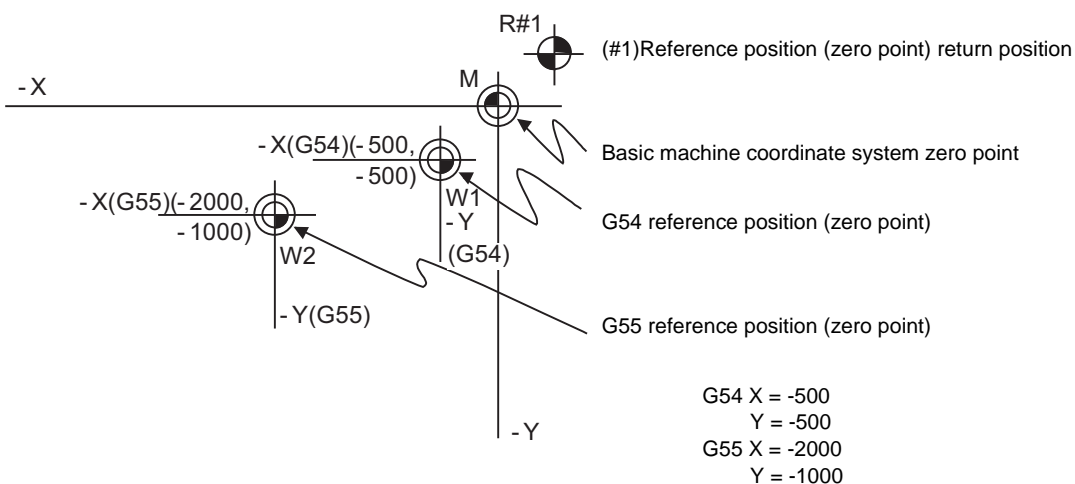 R#1
(#1)Reference position (zero point) return position
M
-X
Basic machine coordinate system zero point
-X(G54)(-500,
-500)
W1
G54 reference position (zero point)
-X(G55)(-2000,
-1000)
-Y
(G54)
W2
-Y(G55)
G55 reference position (zero point)
-Y
G54 X = -500
Y = -500
G55 X = -2000
Y = -1000